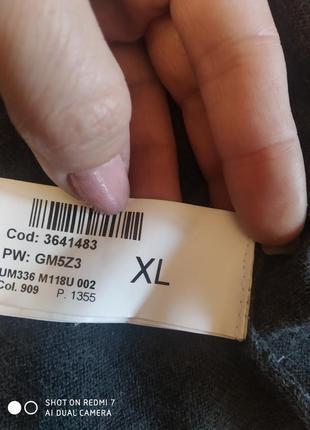 Cod: 3641483
PW: GM5Z3
UM336 M118U 002
Col. 909 P. 1355
XL
SHOT ON REDMI 7
AI DUAL CAMERA